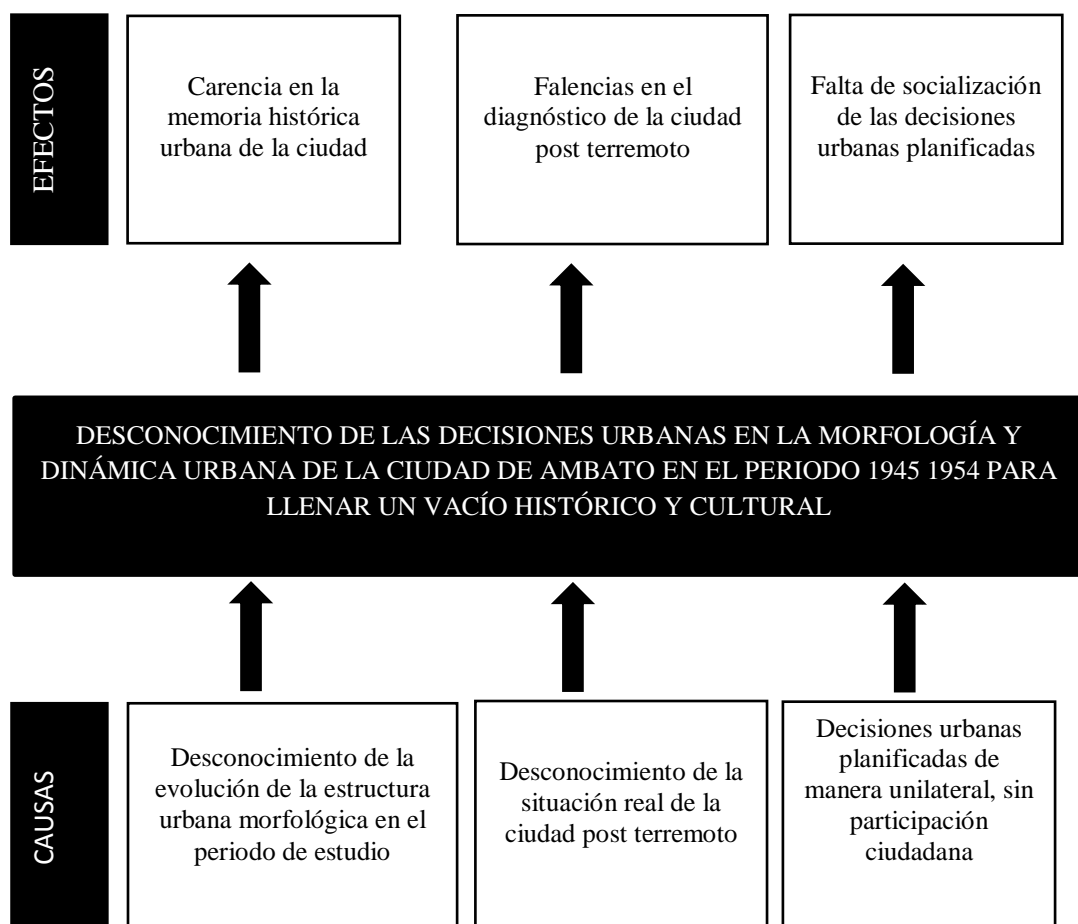 EFECTOS
Carencia en la
memoria histórica
urbana de la ciudad
Falencias en el
diagnóstico de la ciudad
post terremoto
Falta de socialización
de las decisiones
urbanas planificadas
DESCONOCIMIENTO DE LAS DECISIONES URBANAS EN LA MORFOLOGÍA Y
DINÁMICA URBANA DE LA CIUDAD DE AMBATO EN EL PERIODO 1945 1954 PARA
LLENAR UN VACÍO HISTÓRICO Y CULTURAL
CAUSAS
Desconocimiento de la
evolución de la estructura
urbana morfológica en el
periodo de estudio
Desconocimiento de la
situación real de la
ciudad post terremoto
Decisiones urbanas
planificadas de
manera unilateral, sin
participación
ciudadana